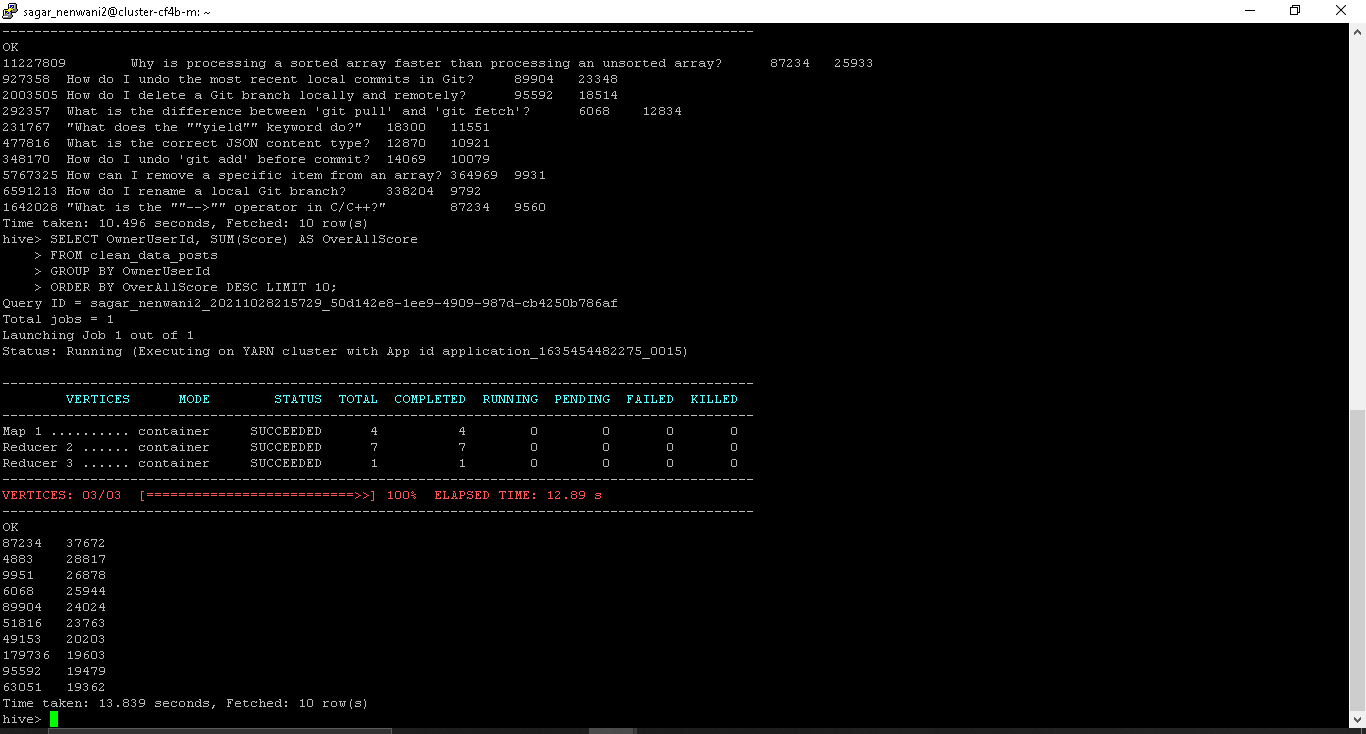 sagar_nenwani2@cluster-cf4b-m: ~
----------------------------------------------------------------------------------------------
OK
11227809        Why is processing a sorted array faster than processing an unsorted array?      87234   25933
927358  How do I undo the most recent local commits in Git?     89904   23348
2003505 How do I delete a Git branch locally and remotely?      95592   18514
292357  What is the difference between 'git pull' and 'git fetch'?      6068    12834
231767  "What does the ""yield"" keyword do?"   18300   11551
477816  What is the correct JSON content type?  12870   10921
348170  How do I undo 'git add' before commit?  14069   10079
5767325 How can I remove a specific item from an array? 364969  9931
6591213 How do I rename a local Git branch?     338204  9792
1642028 "What is the ""-->"" operator in C/C++?"        87234   9560
Time taken: 10.496 seconds, Fetched: 10 row(s)
hive> SELECT OwnerUserId, SUM(Score) AS OverAllScore
    > FROM clean_data_posts
    > GROUP BY OwnerUserId
    > ORDER BY OverAllScore DESC LIMIT 10;
Query ID = sagar_nenwani2_20211028215729_50d142e8-1ee9-4909-987d-cb4250b786af
Total jobs = 1
Launching Job 1 out of 1
Status: Running (Executing on YARN cluster with App id application_1635454482275_0015)
----------------------------------------------------------------------------------------------
        VERTICES      MODE        STATUS  TOTAL  COMPLETED  RUNNING  PENDING  FAILED  KILLED
----------------------------------------------------------------------------------------------
Map 1 .......... container     SUCCEEDED      4          4        0        0       0       0
Reducer 2 ...... container     SUCCEEDED      7          7        0        0       0       0
Reducer 3 ...... container     SUCCEEDED      1          1        0        0       0       0
----------------------------------------------------------------------------------------------
VERTICES: 03/03  [==========================>>] 100%  ELAPSED TIME: 12.89 s
----------------------------------------------------------------------------------------------
OK
87234   37672
4883    28817
9951    26878
6068    25944
89904   24024
51816   23763
49153   20203
179736  19603
95592   19479
63051   19362
Time taken: 13.839 seconds, Fetched: 10 row(s)
hive>